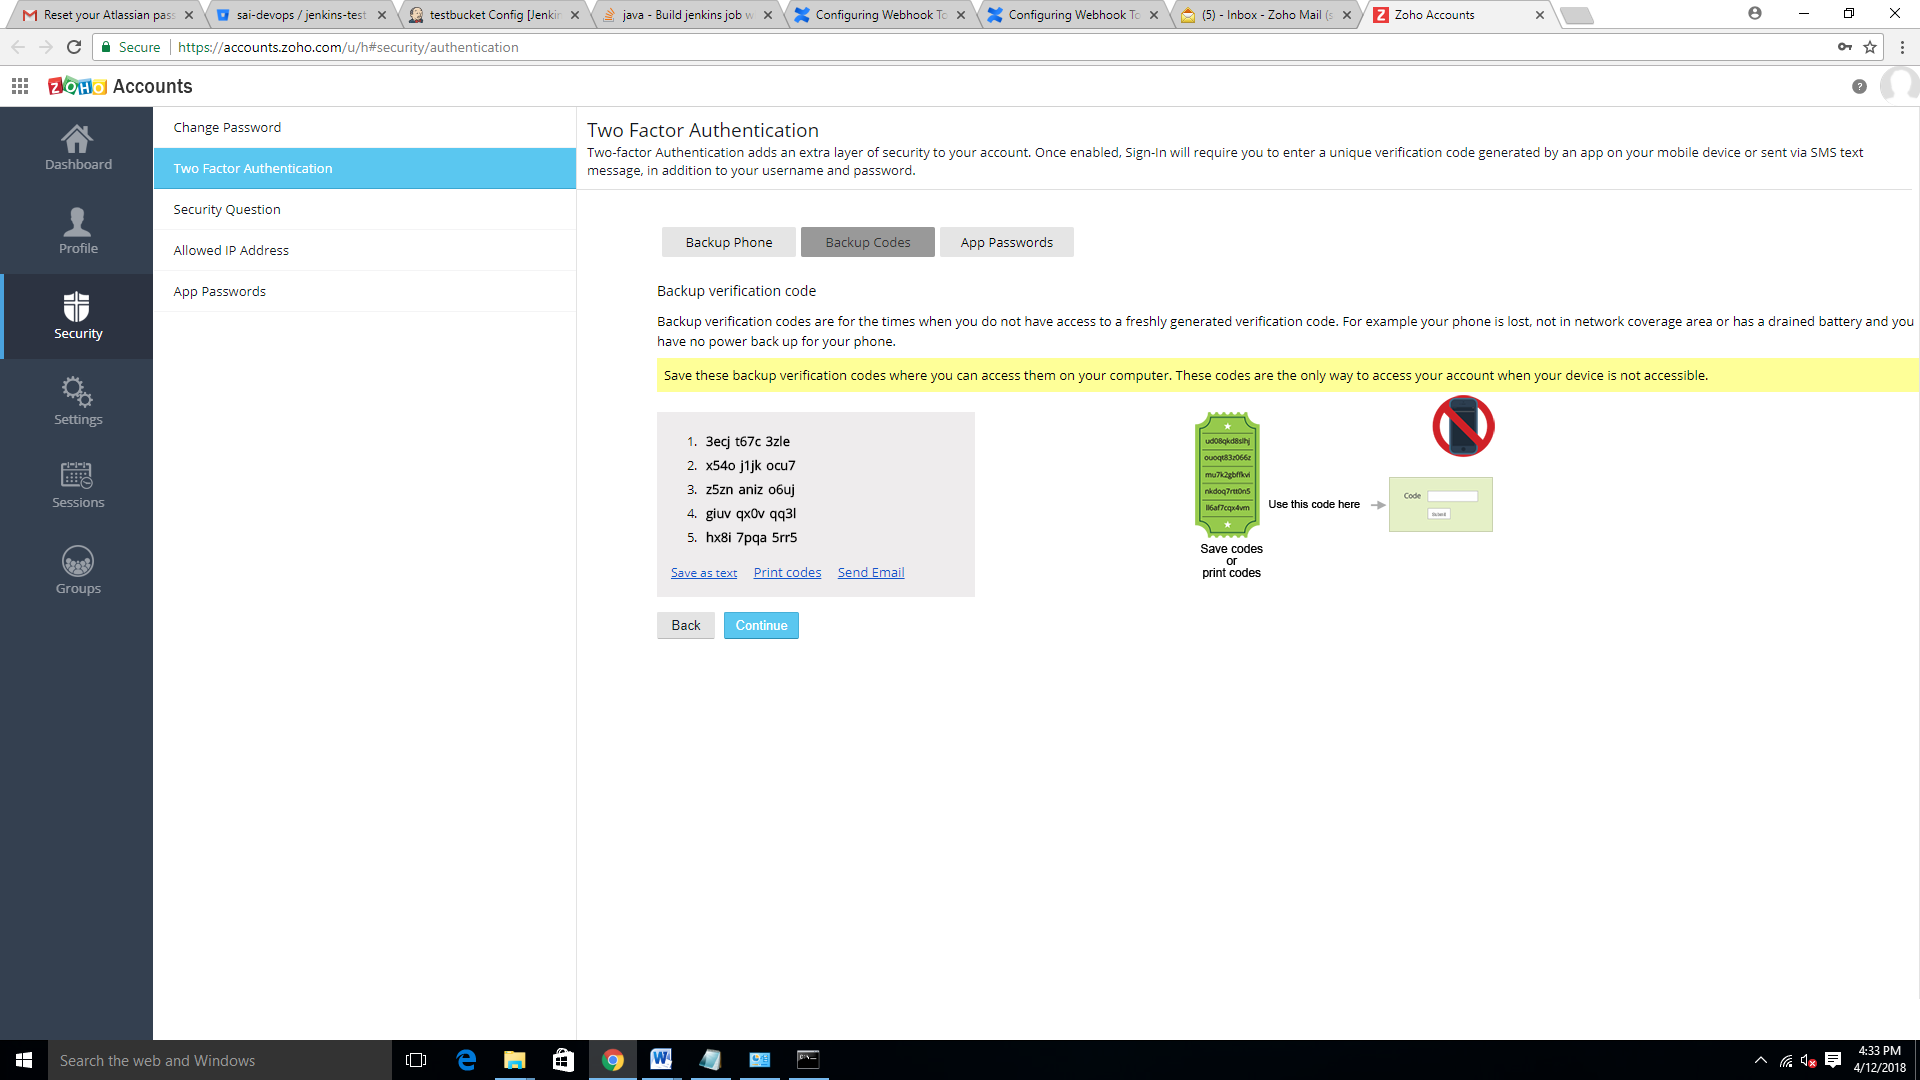 Reset your Atlassian pas
sai-devops / jenkins-test
testbucket Config [Jenki
java - Build jenkins job w
Configuring Webhook To
Configuring Webhook To
(5) - Inbox - Zoho Mail (s
Zoho Accounts
Secure
https://accounts.zoho.com/u/h#security/authentication
ZOHO Accounts
Dashboard
Profile
Security
Settings
Sessions
Groups
Change Password
Two Factor Authentication
Security Question
Allowed IP Address
App Passwords
Two Factor Authentication
Two-factor Authentication adds an extra layer of security to your account. Once enabled, Sign-In will require you to enter a unique verification code generated by an app on your mobile device or sent via SMS text
message, in addition to your username and password.
Backup Phone
Backup Codes
App Passwords
Backup verification code
Backup verification codes are for the times when you do not have access to a freshly generated verification code. For example your phone is lost, not in network coverage area or has a drained battery and you
have no power back up for your phone.
Save these backup verification codes where you can access them on your computer. These codes are the only way to access your account when your device is not accessible.
1. 3ecj t67c 3zle
2. x54o j1jk ocu7
3. z5zn aniz o6uj
4. giuv qx0v qq3l
5. hx8i 7pqa 5rr5
Save as text
Print codes
Send Email
Back
Continue
ud08qkd8slhj
ouoqt83z066z
mu7k2gbffkvi
nkdoq7rtt0n5
ll6af7cqx4vm
Save codes
or
print codes
Use this code here
Code
Search the web and Windows
4:33 PM
4/12/2018